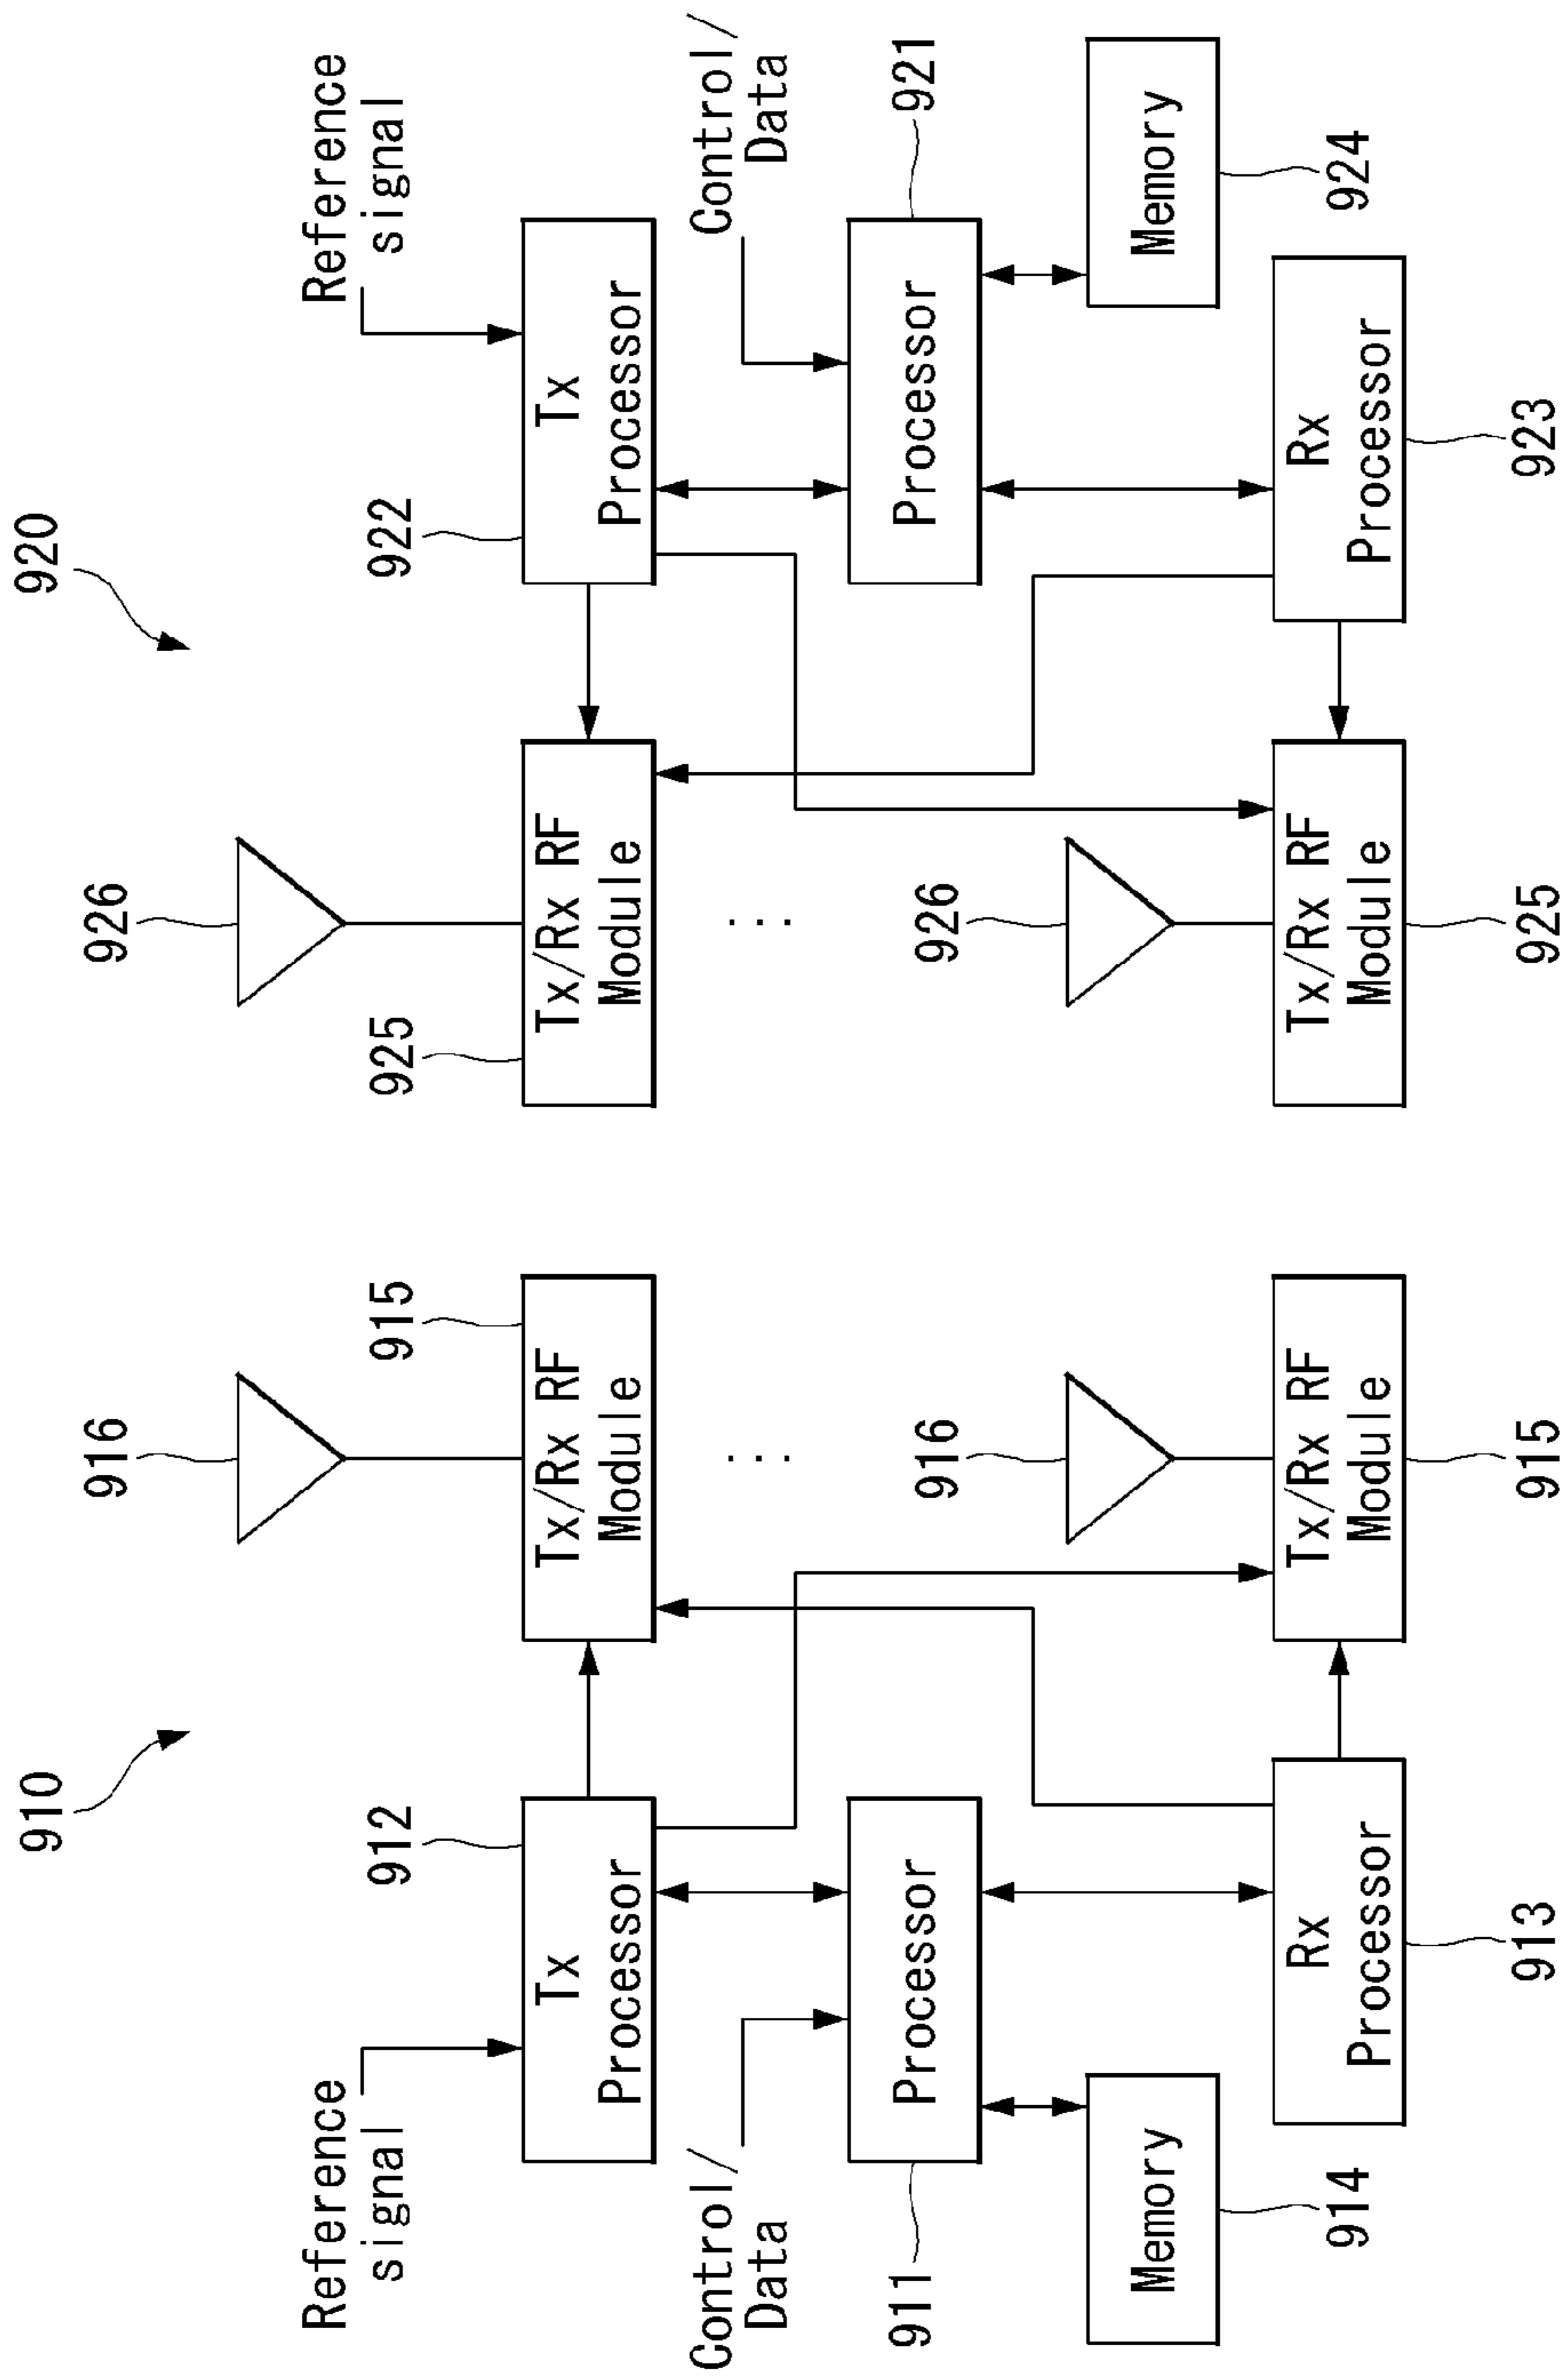 910
920
916
926
Reference
signal
912
915
925
922
Reference
signal
Tx
Processor
Tx/Rx RF
Module
Tx/Rx RF
Module
Tx
Processor
Control/
Data
...
...
Control/
Data
911
Processor
916
926
Processor
921
Memory
914
Memory
924
Rx
Processor
Tx/Rx RF
Module
Tx/Rx RF
Module
Rx
Processor
913
915
925
923